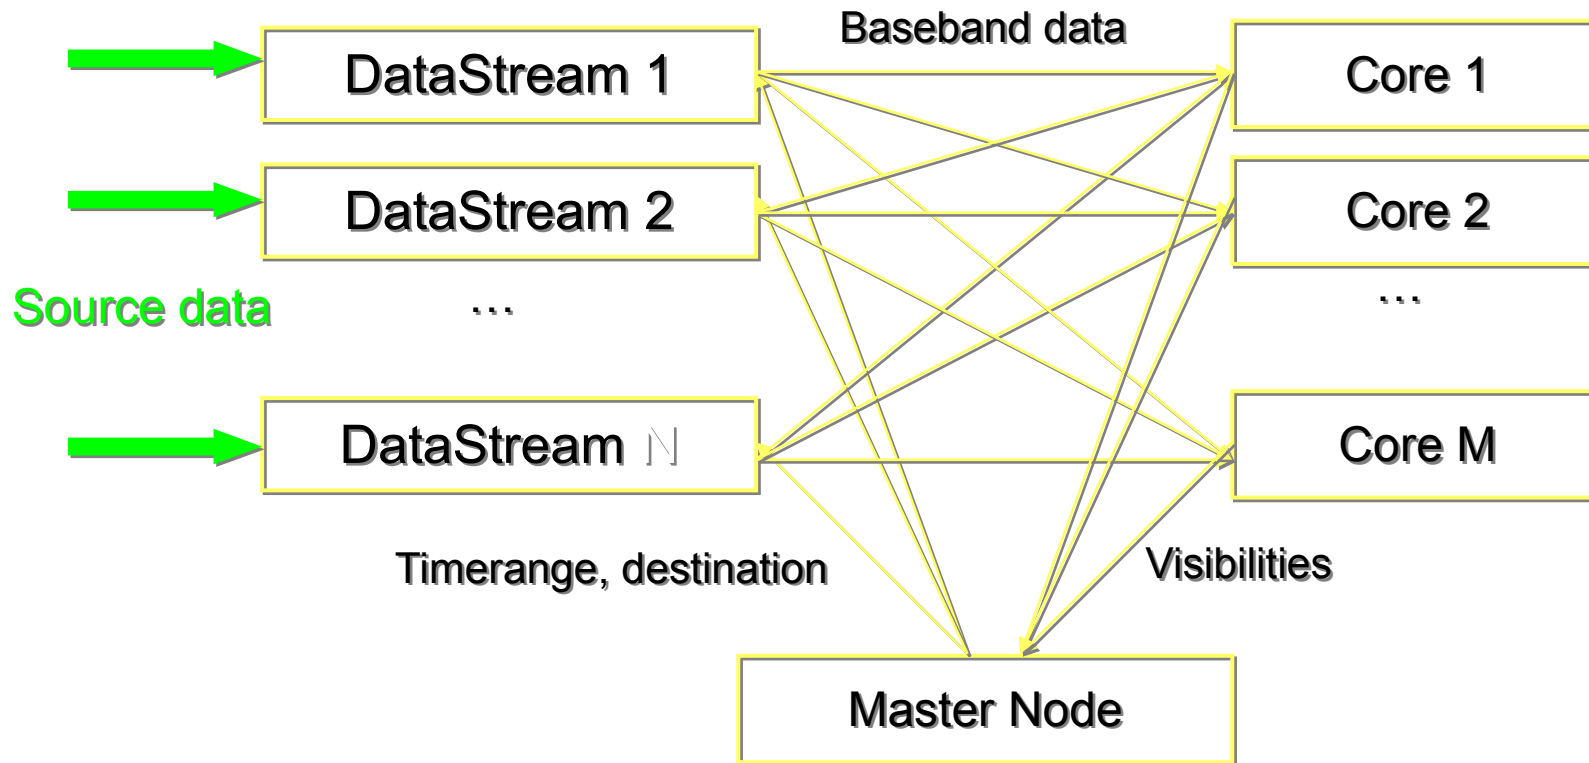 Baseband data
DataStream 1
Core 1
DataStream 2
Core 2
Source data
...
...
DataStream N
Core M
Timerange, destination
Visibilities
Master Node